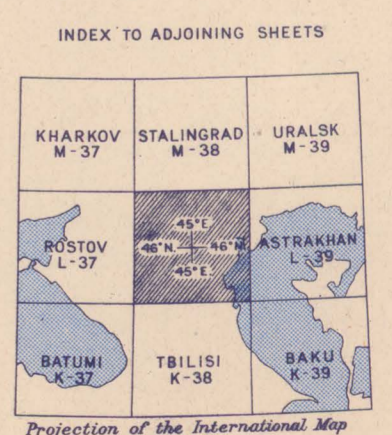 INDEX TO ADJOINING SHEETS
KHARKOV STALINGRAD URALSK
M-37 M-38 M-39
45°E.
ROSTOV 46°N. 46°N. ASTRAKHAN
L-37 45°E. L-39
BATUMI TBILISI BAKU
K-37 K-38 K-39
Projection of the International Map